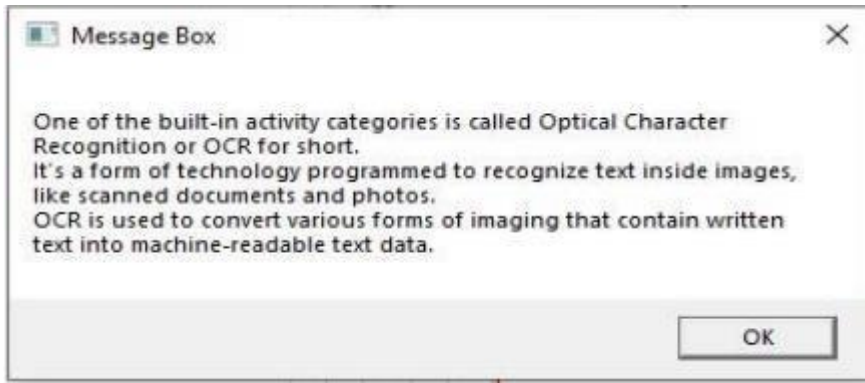 Message Box
One of the built-in activity categories is called Optical Character
Recognition or OCR for short.
It's a form of technology programmed to recognize text inside images,
like scanned documents and photos.
OCR is used to convert various forms of imaging that contain written
text into machine-readable text data.
OK